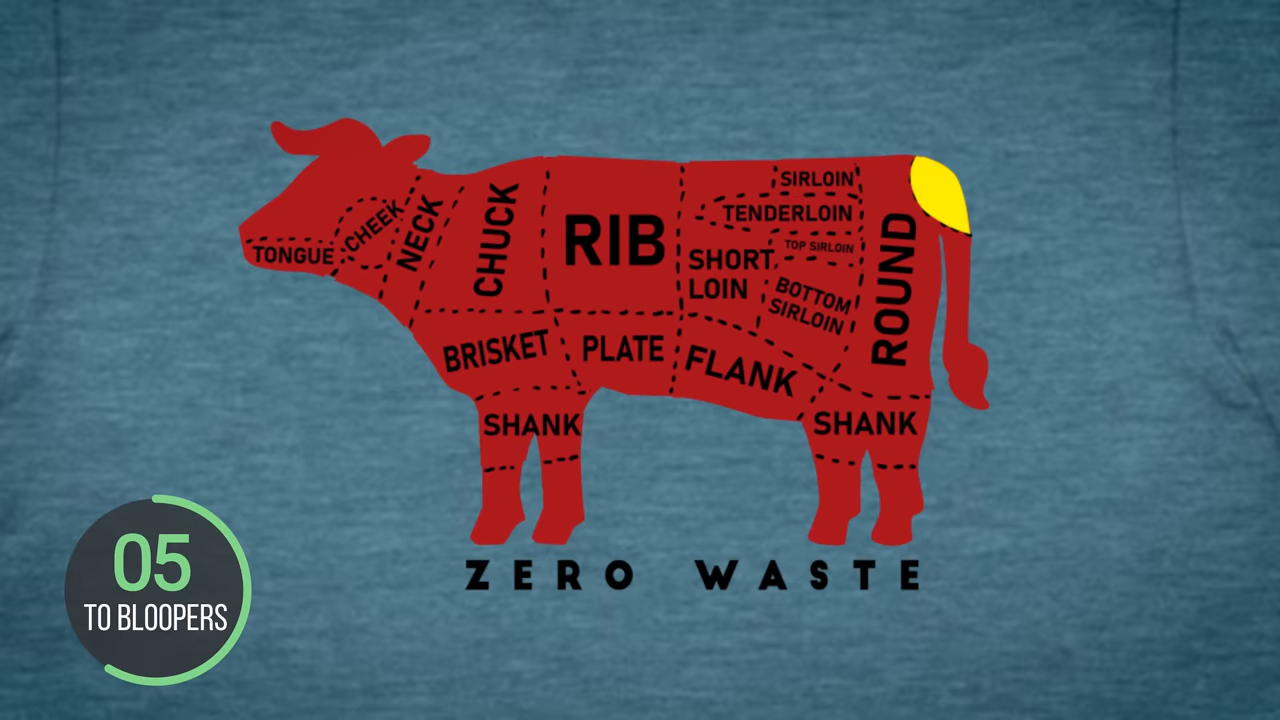 SIRLOIN
TENDERLOIN
TOP SIRLOIN
CHEEK
NECK
CHUCK
RIB
SHORT
LOIN
ROUND
TONGUE
BOTTOM
SIRLOIN
BRISKET
PLATE
FLANK
SHANK
SHANK
ZERO WASTE
05
TO BLOOPERS